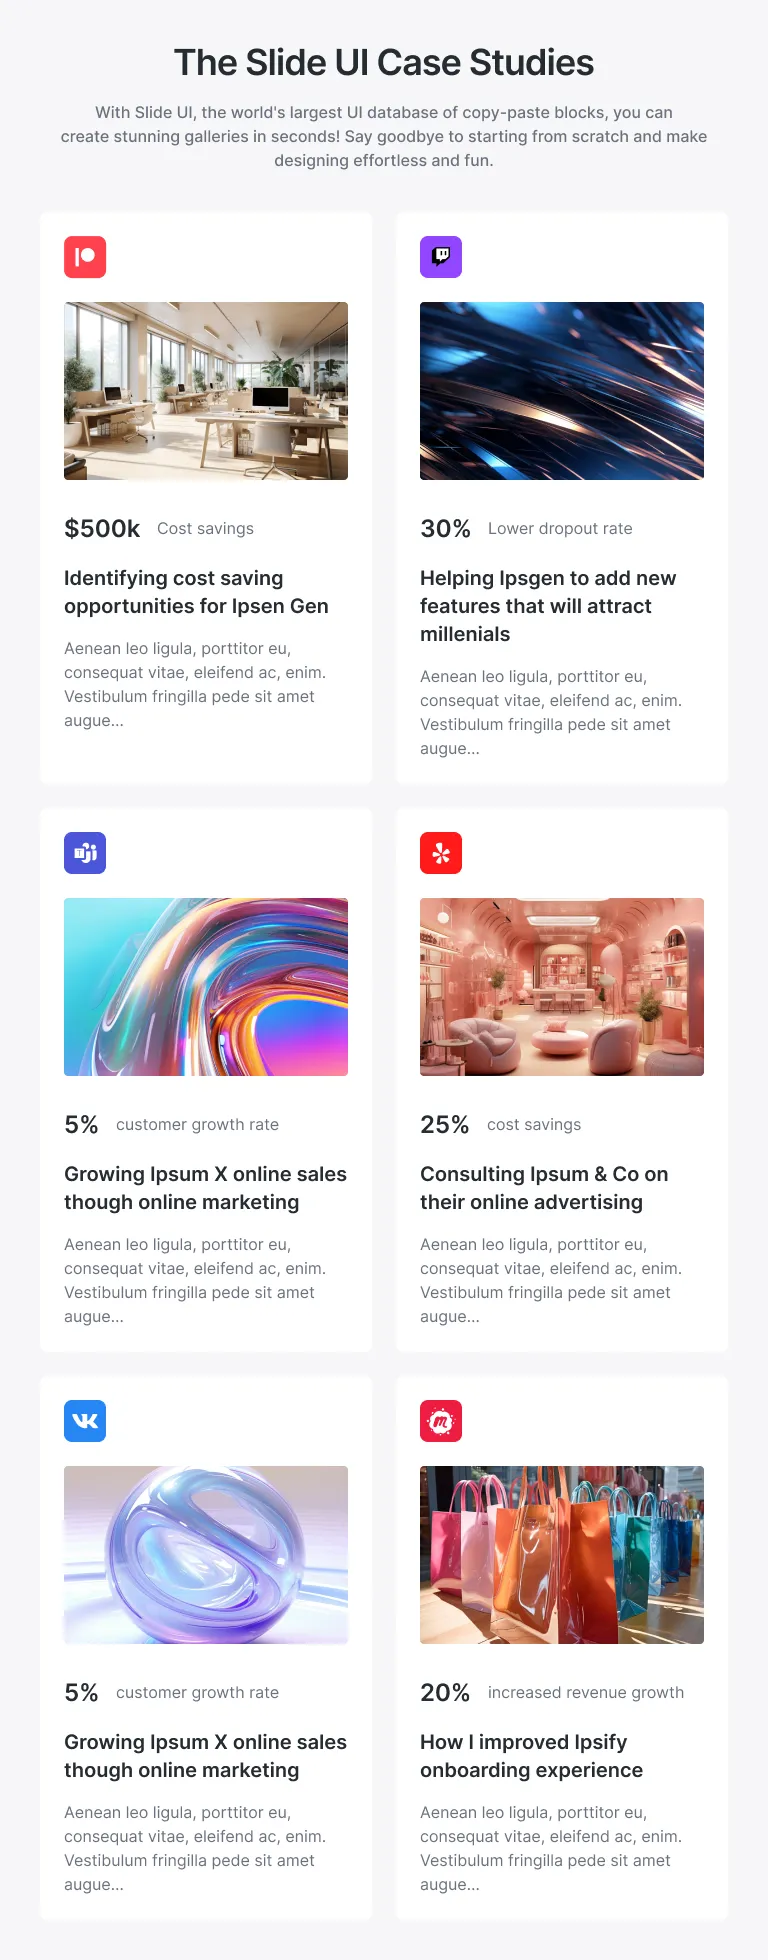 The Slide UI Case Studies
With Slide UI, the world's largest UI database of copy-paste blocks, you can
create stunning galleries in seconds! Say goodbye to starting from scratch and make
designing effortless and fun.
$500k Cost savings
Identifying cost saving
opportunities for Ipsen Gen
Aenean leo ligula, porttitor eu,
consequat vitae, eleifend ac, enim.
Vestibulum fringilla pede sit amet
augue...
30% Lower dropout rate
Helping Ipsgen to add new
features that will attract
millenials
Aenean leo ligula, porttitor eu,
consequat vitae, eleifend ac, enim.
Vestibulum fringilla pede sit amet
augue...
5% customer growth rate
Growing Ipsum X online sales
though online marketing
Aenean leo ligula, porttitor eu,
consequat vitae, eleifend ac, enim.
Vestibulum fringilla pede sit amet
augue...
25% cost savings
Consulting Ipsum & Co on
their online advertising
Aenean leo ligula, porttitor eu,
consequat vitae, eleifend ac, enim.
Vestibulum fringilla pede sit amet
augue...
5% customer growth rate
Growing Ipsum X online sales
though online marketing
Aenean leo ligula, porttitor eu,
consequat vitae, eleifend ac, enim.
Vestibulum fringilla pede sit amet
augue...
20% increased revenue growth
How I improved Ipsify
onboarding experience
Aenean leo ligula, porttitor eu,
consequat vitae, eleifend ac, enim.
Vestibulum fringilla pede sit amet
augue...